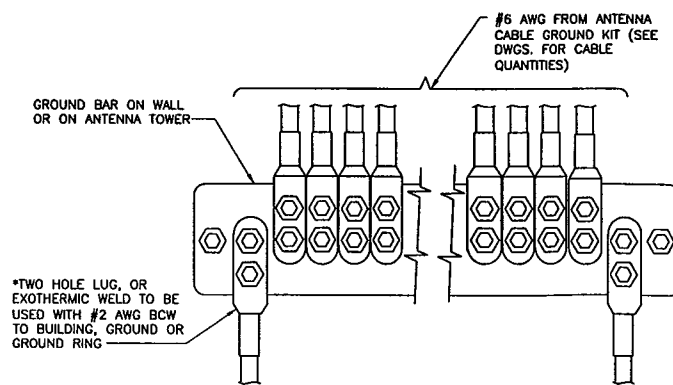 #6 AWG FROM ANTENNA
CABLE GROUND KIT (SEE
DWGS. FOR CABLE
QUANTITIES)
GROUND BAR ON WALL
OR ON ANTENNA TOWER
*TWO HOLE LUG, OR
EXOTHERMIC WELD TO BE
USED WITH #2 AWG BCW
TO BUILDING, GROUND OR
GROUND RING